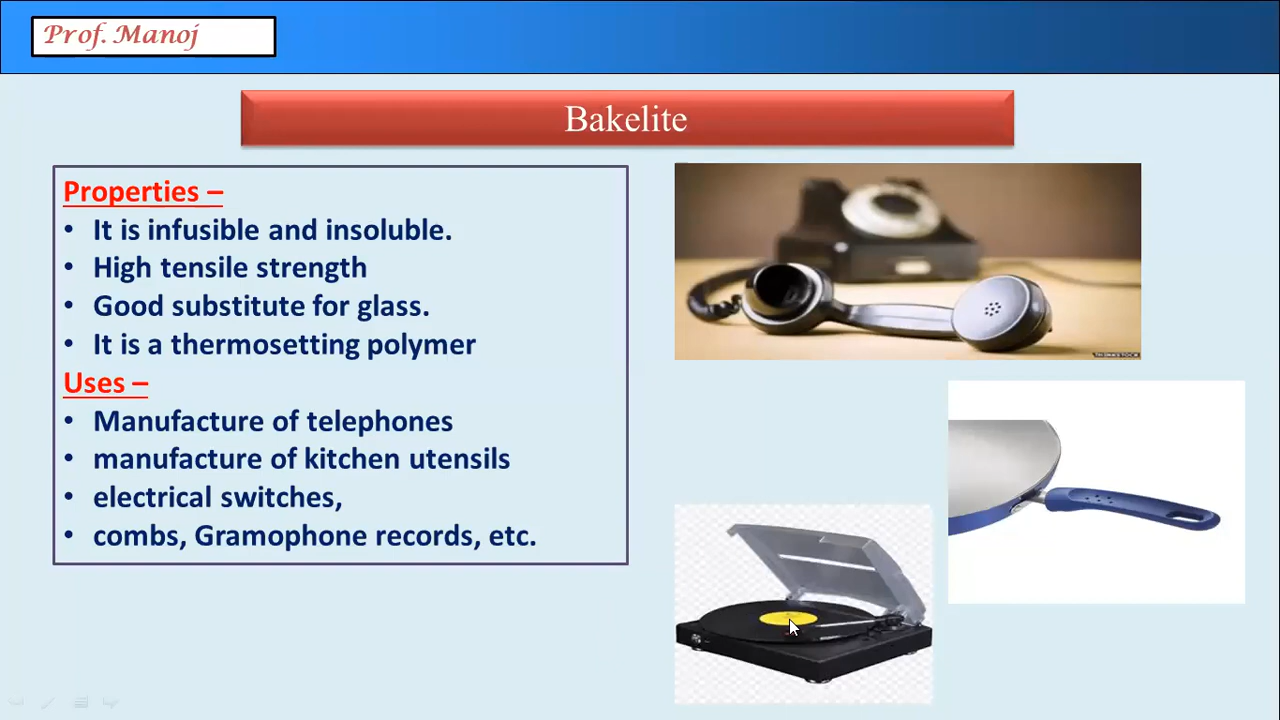 Prof. Manoj
Bakelite
Properties –
• It is infusible and insoluble.
• High tensile strength
• Good substitute for glass.
• It is a thermosetting polymer
Uses –
• Manufacture of telephones
• manufacture of kitchen utensils
• electrical switches,
• combs, Gramophone records, etc.
THINKSTOCK